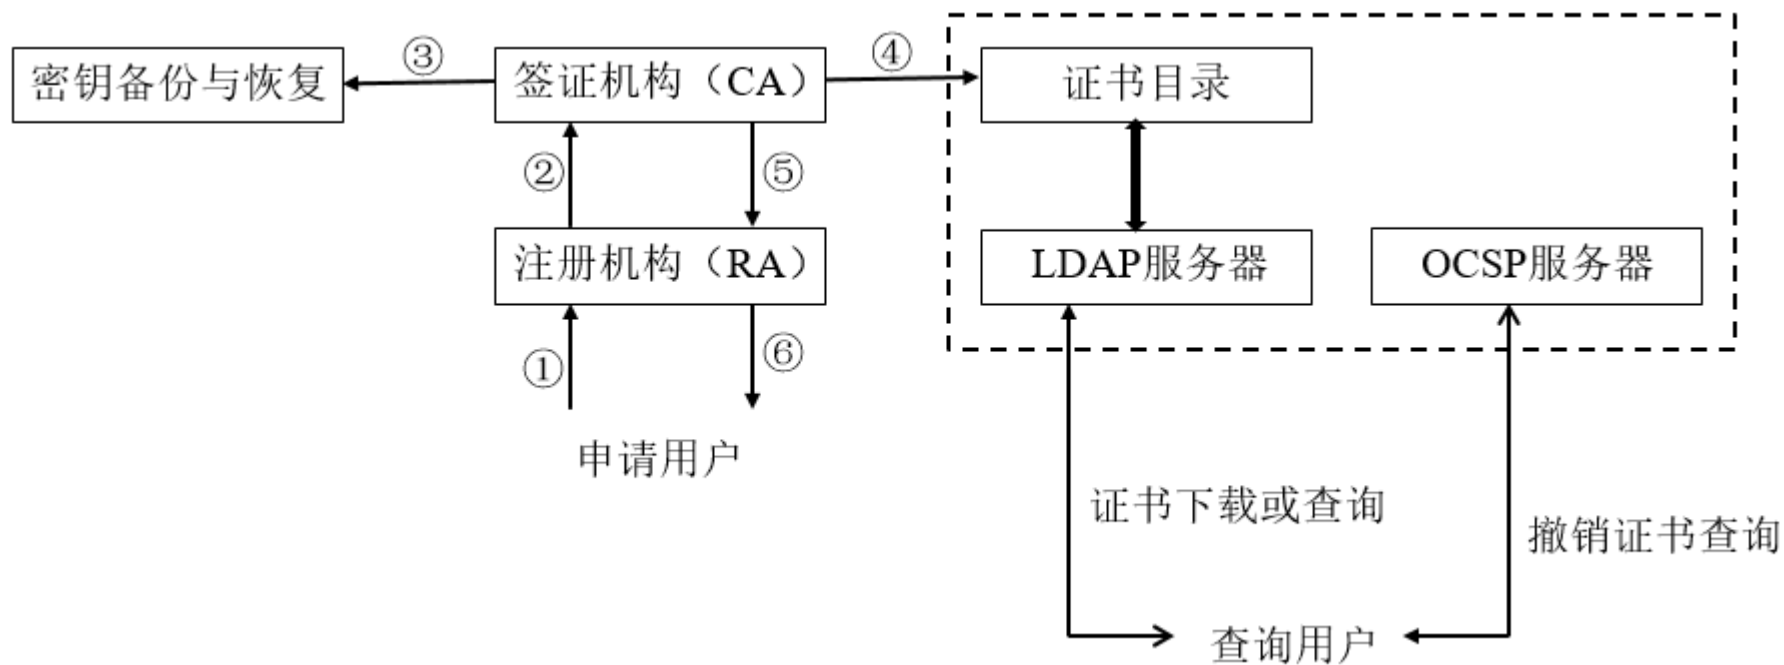 ③
④
密钥备份与恢复
签证机构（CA）
证书目录
②
⑤
注册机构（RA）
LDAP服务器
OCSP服务器
①
⑥
申请用户
证书下载或查询
撤销证书查询
查询用户